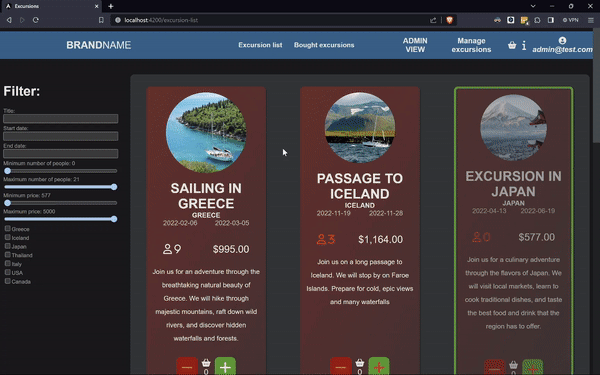 Excursions
localhost:4200/excursion-list
VPN
BRANDNAME
Excursion list
Bought excursions
ADMIN VIEW
Manage excursions
admin@test.com
Filter:
Title:
Start date:
End date:
Minimum number of people: 0
Maximum number of people: 21
Minimum price: 577
Maximum price: 5000
Greece
Iceland
Japan
Thailand
Italy
USA
Canada
SAILING IN
GREECE
GREECE
2022-02-06 2022-03-05
9 $995.00
Join us for an adventure through the
breathtaking natural beauty of
Greece. We will hike through
majestic mountains, raft down wild
rivers, and discover hidden
waterfalls and forests.
0
PASSAGE TO
ICELAND
ICELAND
2022-11-19 2022-11-28
3 $1,164.00
Join us on a long passage to
Iceland. We will stop by on Faroe
Islands. Prepare for cold, epic views
and many waterfalls
0
EXCURSION IN
JAPAN
JAPAN
2022-04-13 2022-06-19
0 $577.00
Join us for a culinary adventure
through the flavors of Japan. We
will visit local markets, learn to
cook traditional dishes, and taste
the best food and drink that the
region has to offer.
0